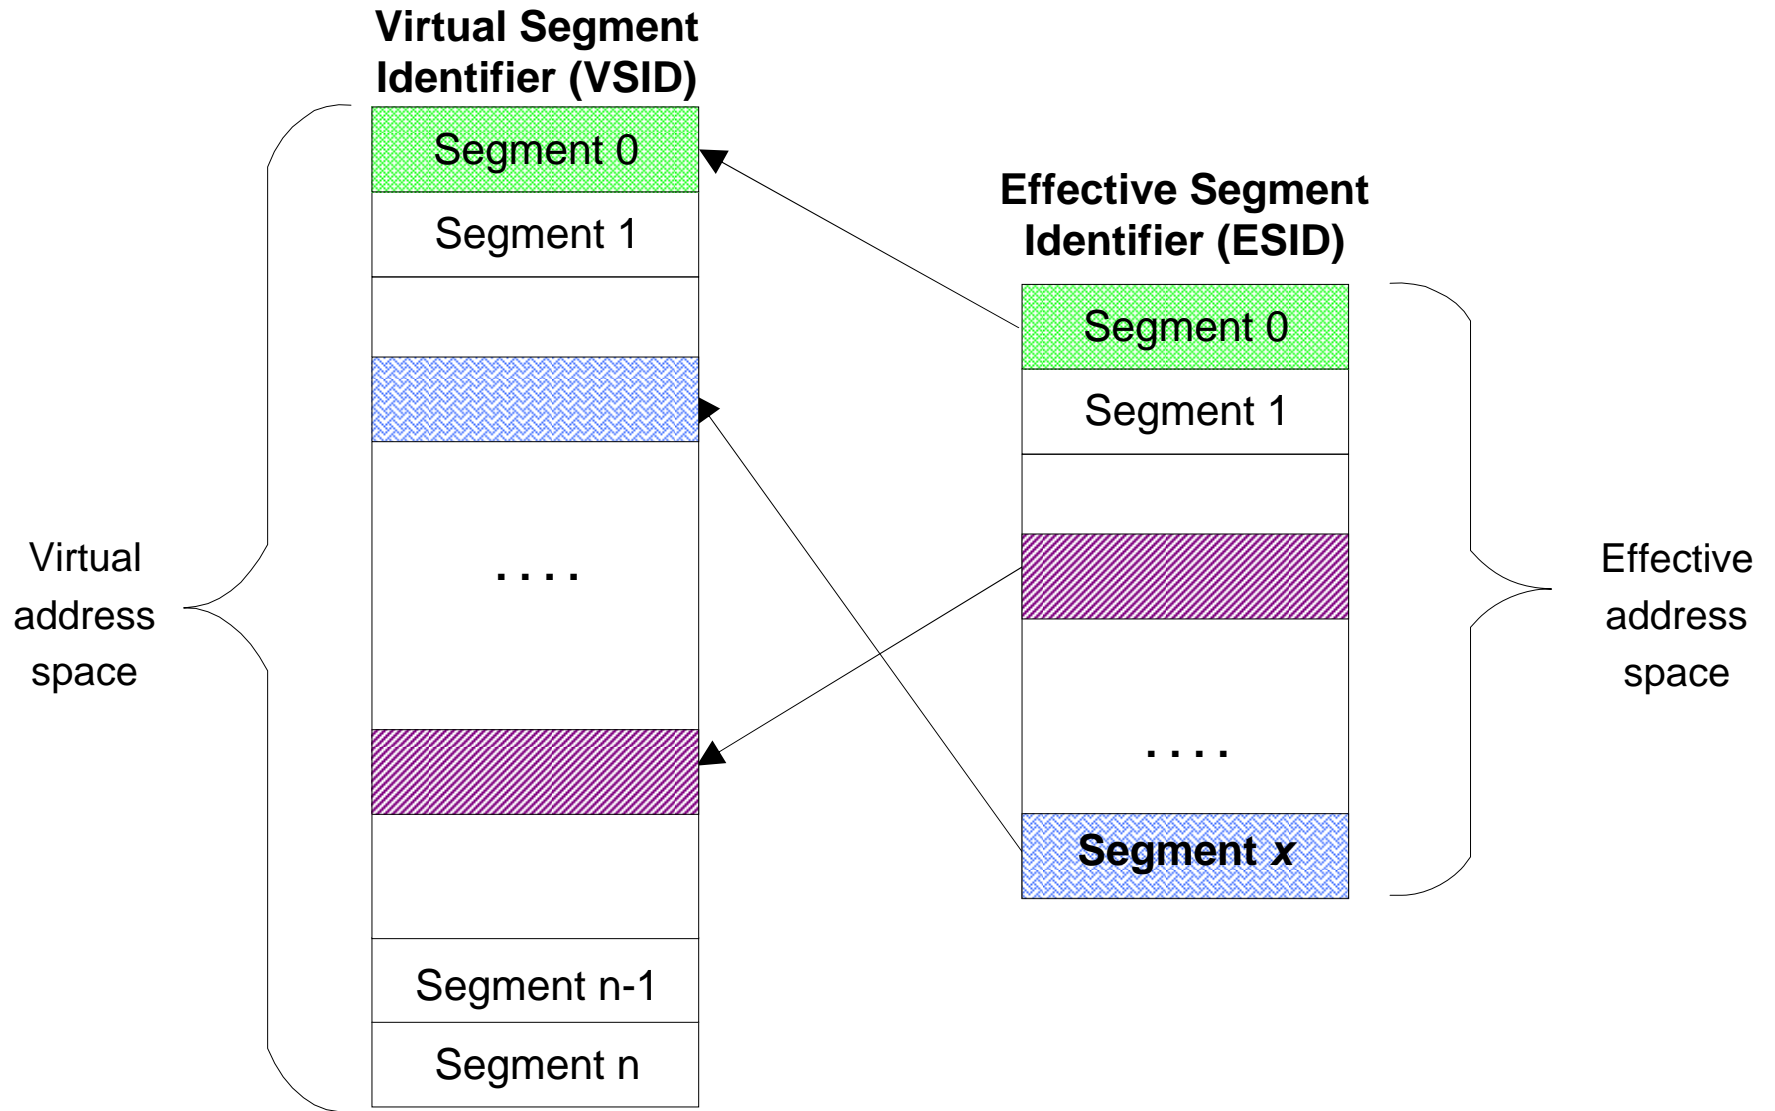 Virtual Segment
Identifier (VSID)
Segment 0
Segment 1
. . . .
Segment n-1
Segment n
Virtual
address
space
Effective Segment
Identifier (ESID)
Segment 0
Segment 1
. . . .
Segment x
Effective
address
space